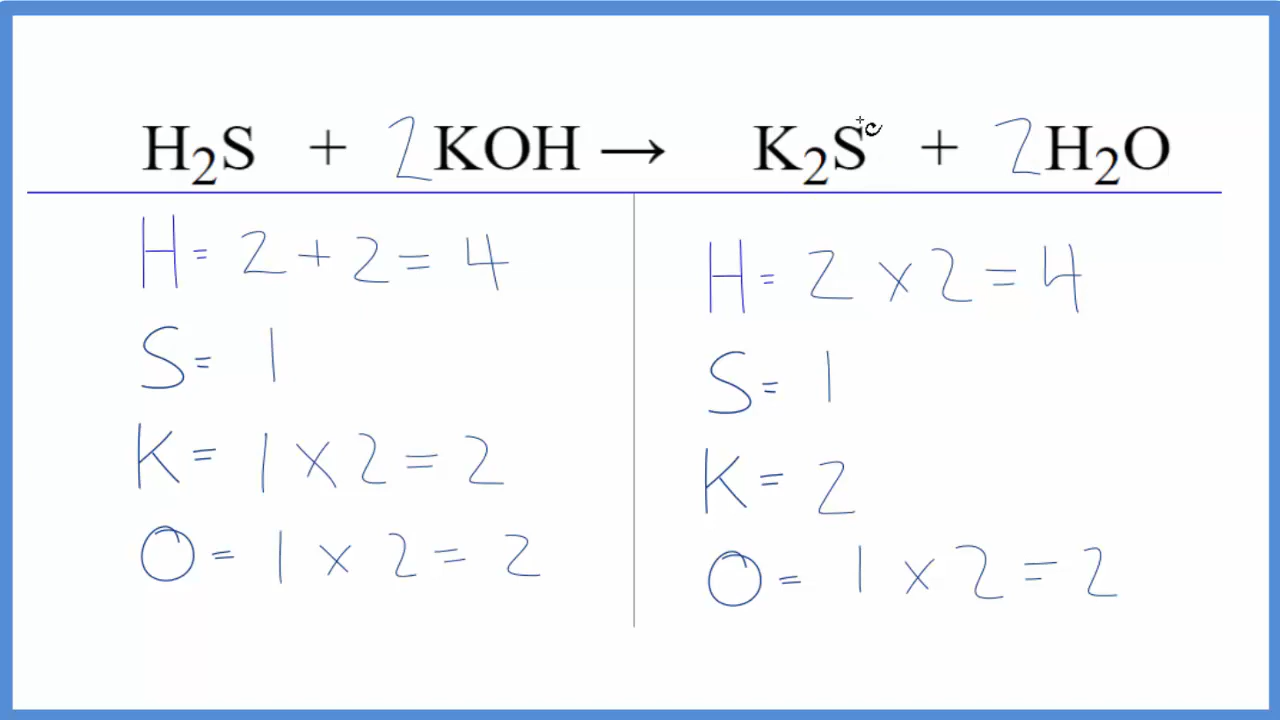 H₂S + 2KOH → K₂S + 2H₂O
H = 2 + 2 = 4
S = 1
K = 1 x 2 = 2
O = 1 x 2 = 2
H = 2 x 2 = 4
S = 1
K = 2
O = 1 x 2 = 2